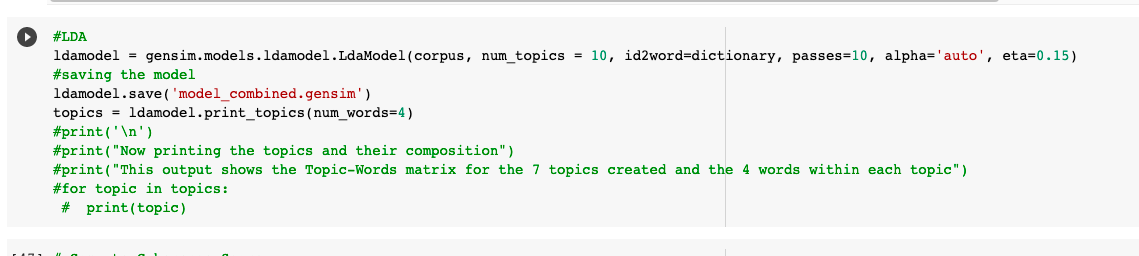 #LDA
ldamodel = gensim.models.ldamodel.LdaModel(corpus, num_topics = 10, id2word=dictionary, passes=10, alpha='auto', eta=0.15)
#saving the model
ldamodel.save('model_combined.gensim')
topics = ldamodel.print_topics(num_words=4)
#print('\n')
#print("Now printing the topics and their composition")
#print("This output shows the Topic-Words matrix for the 7 topics created and the 4 words within each topic")
#for topic in topics:
 #  print(topic)